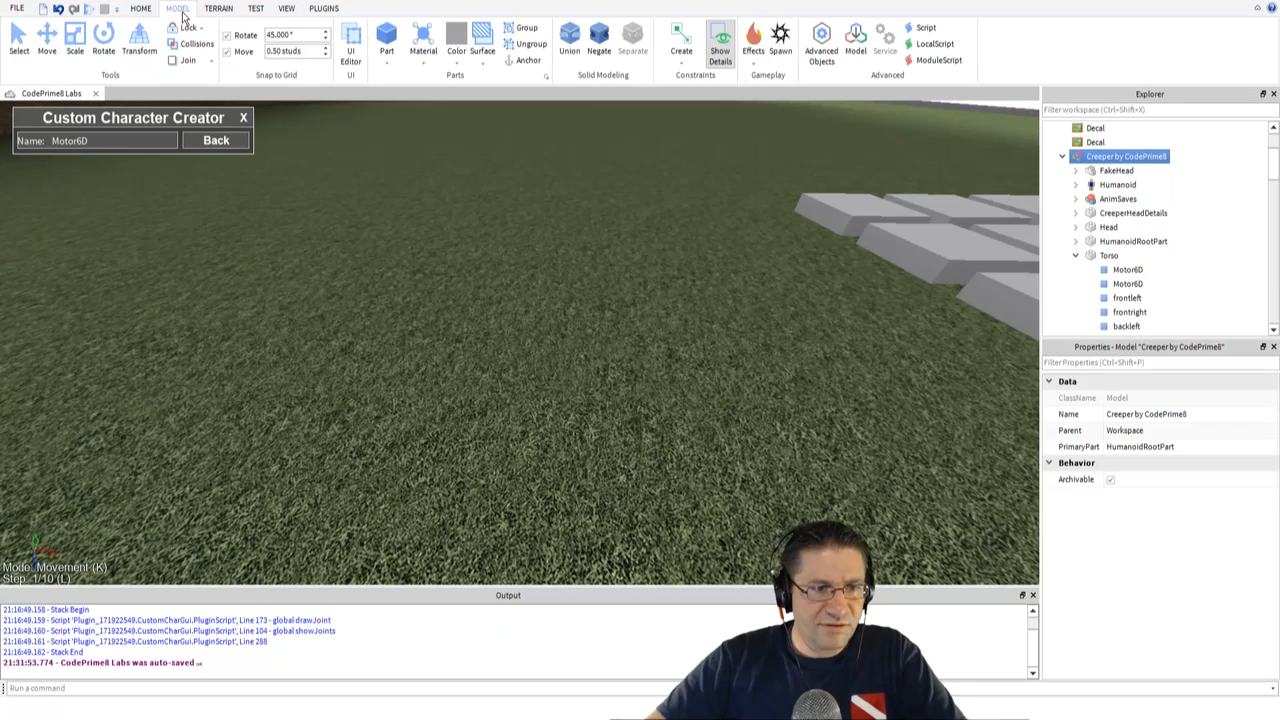 FILE HOME MODEL TERRAIN TEST VIEW PLUGINS
Select Move Scale Rotate Transform
Lock
Collisions
Join
Tools
Rotate 45.000 °
Move 0.50 studs
Snap to Grid
UI Editor
UI
Part Material Color Surface
Group
Ungroup
Anchor
Parts
Union Negate Separate
Solid Modeling
Create Show Details
Constraints
Effects Spawn
Gameplay
Advanced Objects Model Service
Script
LocalScript
ModuleScript
Advanced
CodePrime8 Labs x
Custom Character Creator X
Name: Motor6D Back
Mode: Movement (K)
Step: 1/10 (L)
Explorer
Filter workspace (Ctrl+Shift+X)
Decal
Decal
Creeper by CodePrime8
FakeHead
Humanoid
AnimSaves
CreeperHeadDetails
Head
HumanoidRootPart
Torso
Motor6D
Motor6D
frontleft
frontright
backleft
Properties - Model "Creeper by CodePrime8"
Filter Properties (Ctrl+Shift+P)
Data
ClassName Model
Name Creeper by CodePrime8
Parent Workspace
PrimaryPart HumanoidRootPart
Behavior
Archivable
Output
21:16:49.158 - Stack Begin
21:16:49.159 - Script 'Plugin_171922549.CustomCharGui.PluginScript', Line 173 - global drawJoint
21:16:49.160 - Script 'Plugin_171922549.CustomCharGui.PluginScript', Line 104 - global showJoints
21:16:49.161 - Script 'Plugin_171922549.CustomCharGui.PluginScript', Line 288
21:16:49.162 - Stack End
21:31:53.774 - CodePrime8 Labs was auto-saved
Run a command